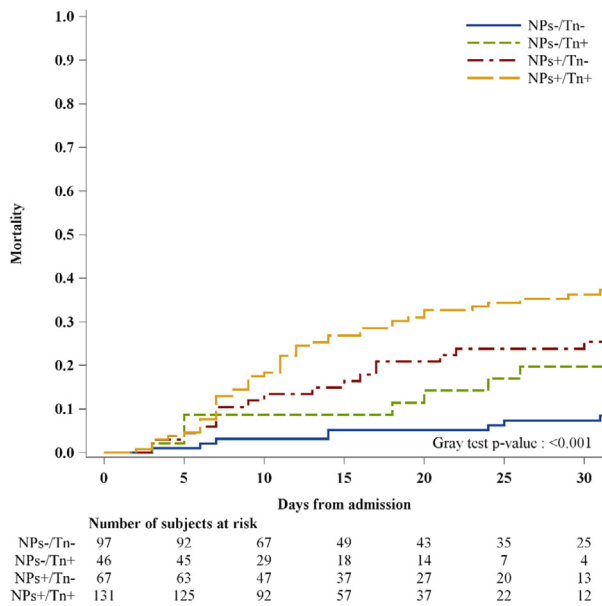 1.0
0.9
0.8
0.7
0.6
0.5
0.4
0.3
0.2
0.1
0.0
Mortality
NPs-/Tn-
NPs-/Tn+
NPs+/Tn-
NPs+/Tn+
Gray test p-value : <0.001
0 5 10 15 20 25 30
Days from admission
Number of subjects at risk
NPs-/Tn- 97 92 67 49 43 35 25
NPs-/Tn+ 46 45 29 18 14 7 4
NPs+/Tn- 67 63 47 37 27 20 13
NPs+/Tn+ 131 125 92 57 37 22 12